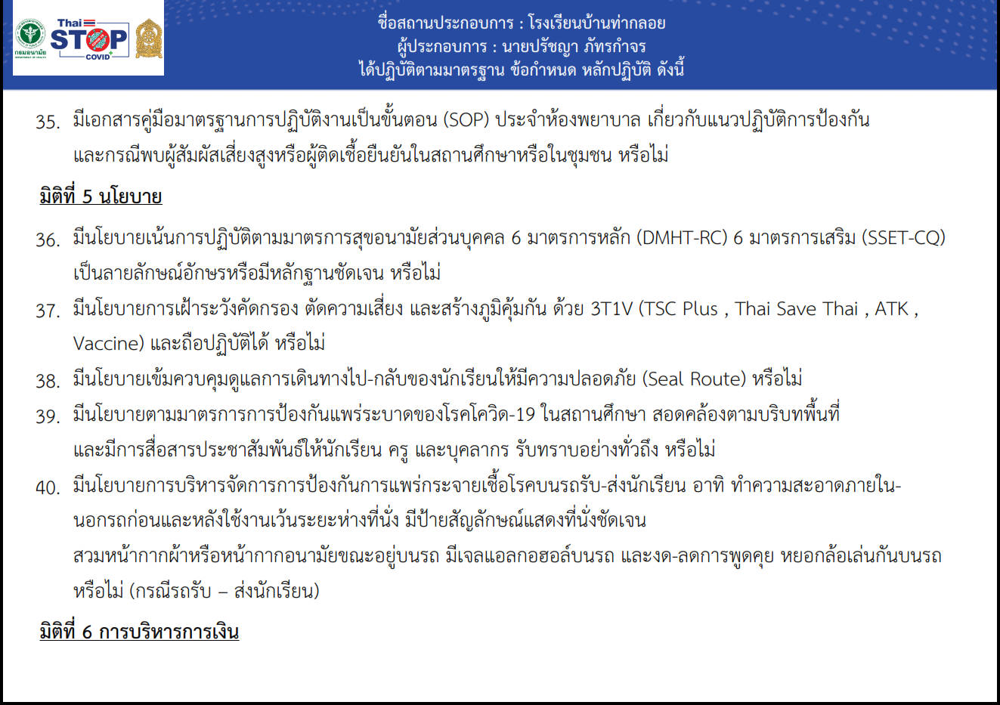 กรมอนามัย
DEPARTMENT OF HEALTH
Thai
STOP
COVID+
ชื่อสถานประกอบการ : โรงเรียนบ้านท่ากลอย
ผู้ประกอบการ : นายปรัชญา ภัทรกำจร
ได้ปฏิบัติตามมาตรฐาน ข้อกำหนด หลักปฏิบัติ ดังนี้
35. มีเอกสารคู่มือมาตรฐานการปฏิบัติงานเป็นขั้นตอน (SOP) ประจำห้องพยาบาล เกี่ยวกับแนวปฏิบัติการป้องกัน
และกรณีพบผู้สัมผัสเสี่ยงสูงหรือผู้ติดเชื้อยืนยันในสถานศึกษาหรือในชุมชน หรือไม่
มิติที่ 5 นโยบาย
36. มีนโยบายเน้นการปฏิบัติตามมาตรการสุขอนามัยส่วนบุคคล 6 มาตรการหลัก (DMHT-RC) 6 มาตรการเสริม (SSET-CQ)
เป็นลายลักษณ์อักษรหรือมีหลักฐานชัดเจน หรือไม่
37. มีนโยบายการเฝ้าระวังคัดกรอง ตัดความเสี่ยง และสร้างภูมิคุ้มกัน ด้วย 3T1V (TSC Plus , Thai Save Thai , ATK ,
Vaccine) และถือปฏิบัติได้ หรือไม่
38. มีนโยบายเข้มควบคุมดูแลการเดินทางไป-กลับของนักเรียนให้มีความปลอดภัย (Seal Route) หรือไม่
39. มีนโยบายตามมาตรการการป้องกันแพร่ระบาดของโรคโควิด-19 ในสถานศึกษา สอดคล้องตามบริบทพื้นที่
และมีการสื่อสารประชาสัมพันธ์ให้นักเรียน ครู และบุคลากร รับทราบอย่างทั่วถึง หรือไม่
40. มีนโยบายการบริหารจัดการการป้องกันการแพร่กระจายเชื้อโรคบนรถรับ-ส่งนักเรียน อาทิ ทำความสะอาดภายใน-
นอกรถก่อนและหลังใช้งานเว้นระยะห่างที่นั่ง มีป้ายสัญลักษณ์แสดงที่นั่งชัดเจน
สวมหน้ากากผ้าหรือหน้ากากอนามัยขณะอยู่บนรถ มีเจลแอลกอฮอล์บนรถ และงด-ลดการพูดคุย หยอกล้อเล่นกันบนรถ
หรือไม่ (กรณีรถรับ – ส่งนักเรียน)
มิติที่ 6 การบริหารการเงิน